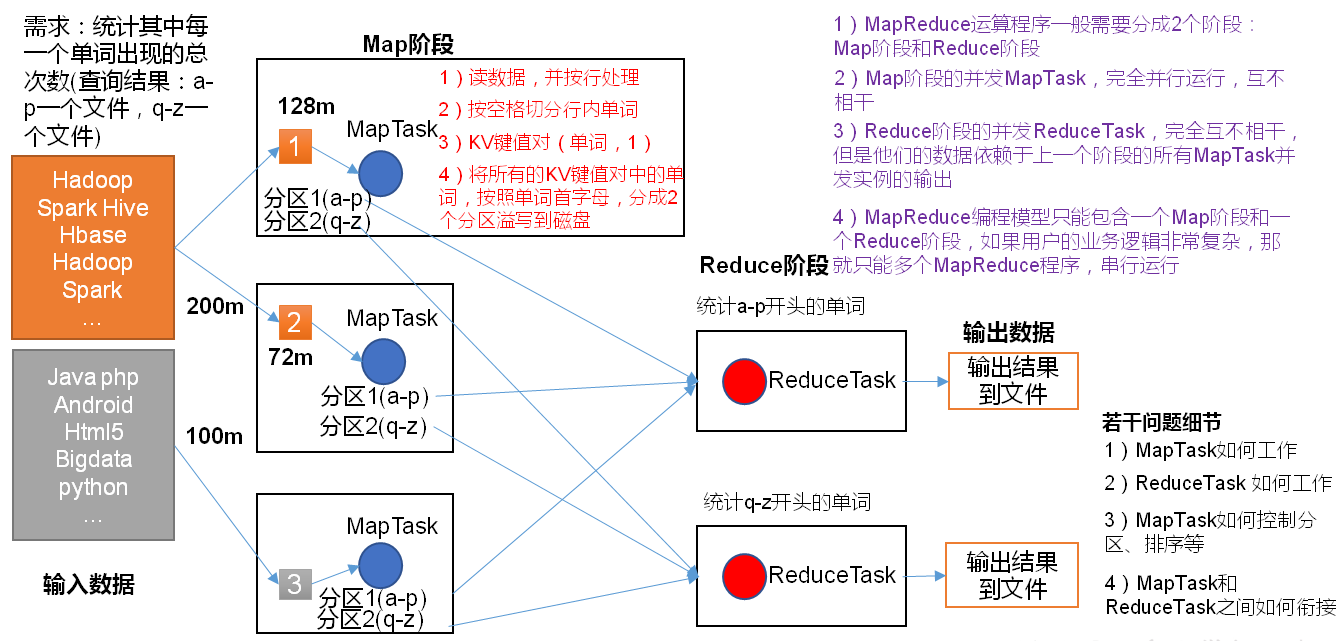 需求：统计其中每
一个单词出现的总
次数(查询结果：a-
p一个文件，q-z一
个文件)
Hadoop
Spark Hive
Hbase
Hadoop
Spark
…
200m
Java php
Android
Html5
Bigdata
python
…
100m
输入数据
Map阶段
128m
1
MapTask
分区1(a-p)
分区2(q-z)
1）读数据，并按行处理
2）按空格切分行内单词
3）KV键值对（单词，1）
4）将所有的KV键值对中的单
词，按照单词首字母，分成2
个分区溢写到磁盘
2
72m
MapTask
分区1(a-p)
分区2(q-z)
3
MapTask
分区1(a-p)
分区2(q-z)
1）MapReduce运算程序一般需要分成2个阶段：
Map阶段和Reduce阶段
2）Map阶段的并发MapTask，完全并行运行，互不
相干
3）Reduce阶段的并发ReduceTask，完全互不相干，
但是他们的数据依赖于上一个阶段的所有MapTask并
发实例的输出
4）MapReduce编程模型只能包含一个Map阶段和一
个Reduce阶段，如果用户的业务逻辑非常复杂，那
就只能多个MapReduce程序，串行运行
Reduce阶段
统计a-p开头的单词
ReduceTask
统计q-z开头的单词
ReduceTask
输出数据
输出结果
到文件
输出结果
到文件
若干问题细节
1）MapTask如何工作
2）ReduceTask 如何工作
3）MapTask如何控制分
区、排序等
4）MapTask和
ReduceTask之间如何衔接